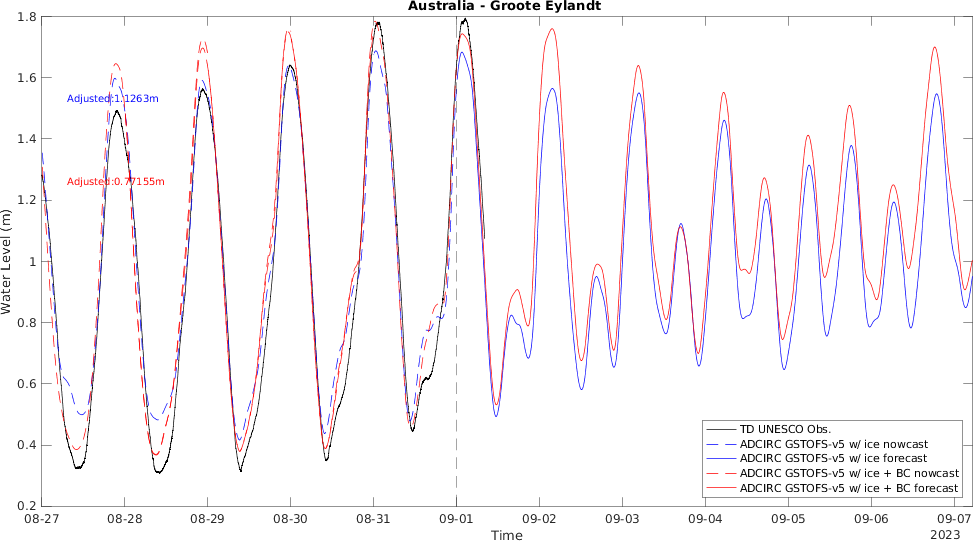 Australia - Groote Eylandt
1.8
1.6
1.4
1.2
1
0.8
0.6
0.4
0.2
Water Level (m)
Adjusted:1.1263m
Adjusted:0.77155m
TD UNESCO Obs.
ADCIRC GSTOFS-v5 w/ ice nowcast
ADCIRC GSTOFS-v5 w/ ice forecast
ADCIRC GSTOFS-v5 w/ ice + BC nowcast
ADCIRC GSTOFS-v5 w/ ice + BC forecast
08-27 08-28 08-29 08-30 08-31 09-01 09-02 09-03 09-04 09-05 09-06 09-07
Time
2023